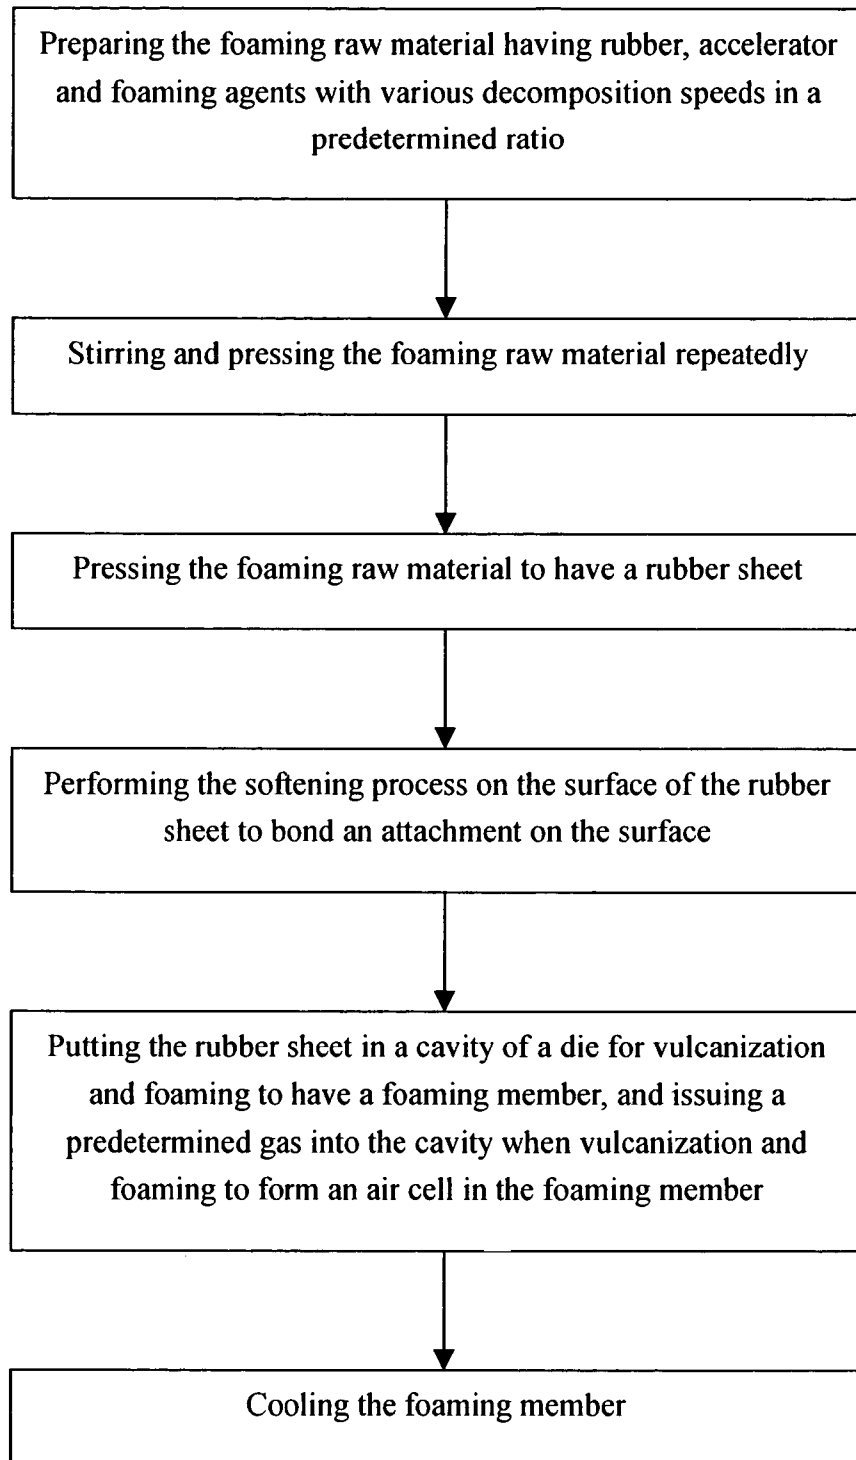 Preparing the foaming raw material having rubber, accelerator
and foaming agents with various decomposition speeds in a
predetermined ratio
Stirring and pressing the foaming raw material repeatedly
Pressing the foaming raw material to have a rubber sheet
Performing the softening process on the surface of the rubber
sheet to bond an attachment on the surface
Putting the rubber sheet in a cavity of a die for vulcanization
and foaming to have a foaming member, and issuing a
predetermined gas into the cavity when vulcanization and
foaming to form an air cell in the foaming member
Cooling the foaming member